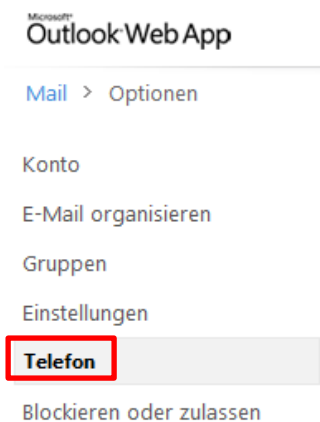 Microsoft®
Outlook Web App
Mail > Optionen
Konto
E-Mail organisieren
Gruppen
Einstellungen
Telefon
Blockieren oder zulassen